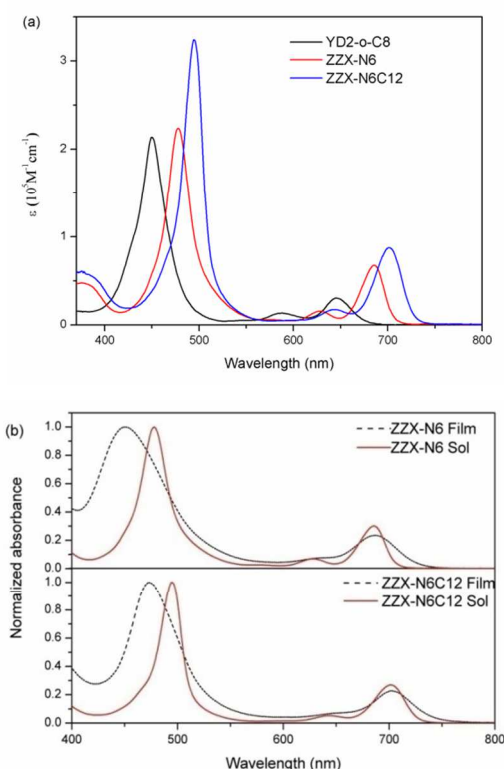 (a)
YD2-o-C8
ZZX-N6
ZZX-N6C12
3
2
1
0
ε (10⁵M⁻¹ cm⁻¹)
400 500 600 700 800
Wavelength (nm)
(b)
1.0
0.8
0.6
0.4
0.2
0.0
ZZX-N6 Film
ZZX-N6 Sol
1.0
0.8
0.6
0.4
0.2
0.0
ZZX-N6C12 Film
ZZX-N6C12 Sol
Normalized absorbance
400 500 600 700 800
Wavelength (nm)